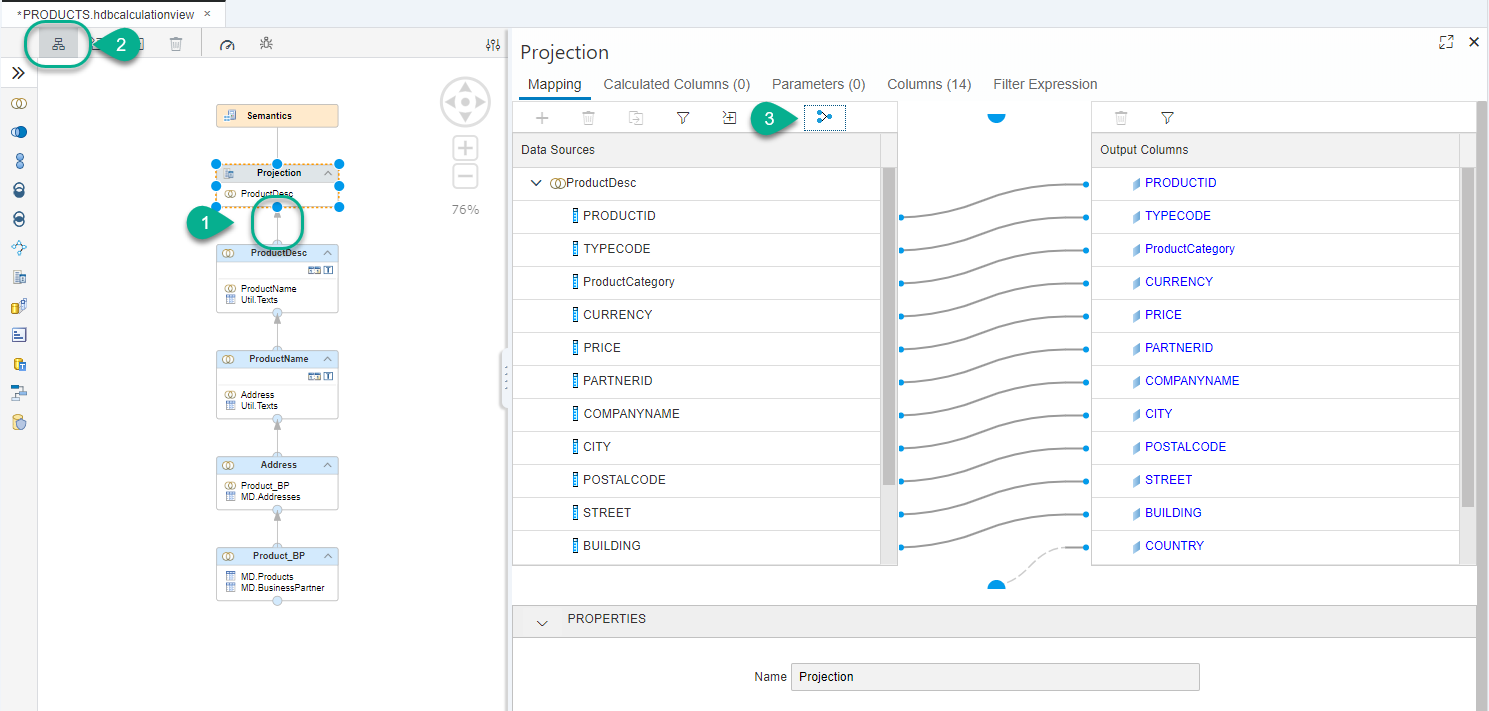 *PRODUCTS.hdbcalculationview ×
2
Semantics
Projection
ProductDesc
1
ProductDesc
ProductName
Util.Texts
ProductName
Address
Util.Texts
Address
Product_BP
MD.Addresses
Product_BP
MD.Products
MD.BusinessPartner
76%
Projection
Mapping Calculated Columns (0) Parameters (0) Columns (14) Filter Expression
3
Data Sources
ProductDesc
PRODUCTID
TYPECODE
ProductCategory
CURRENCY
PRICE
PARTNERID
COMPANYNAME
CITY
POSTALCODE
STREET
BUILDING
Output Columns
PRODUCTID
TYPECODE
ProductCategory
CURRENCY
PRICE
PARTNERID
COMPANYNAME
CITY
POSTALCODE
STREET
BUILDING
COUNTRY
PROPERTIES
Name Projection